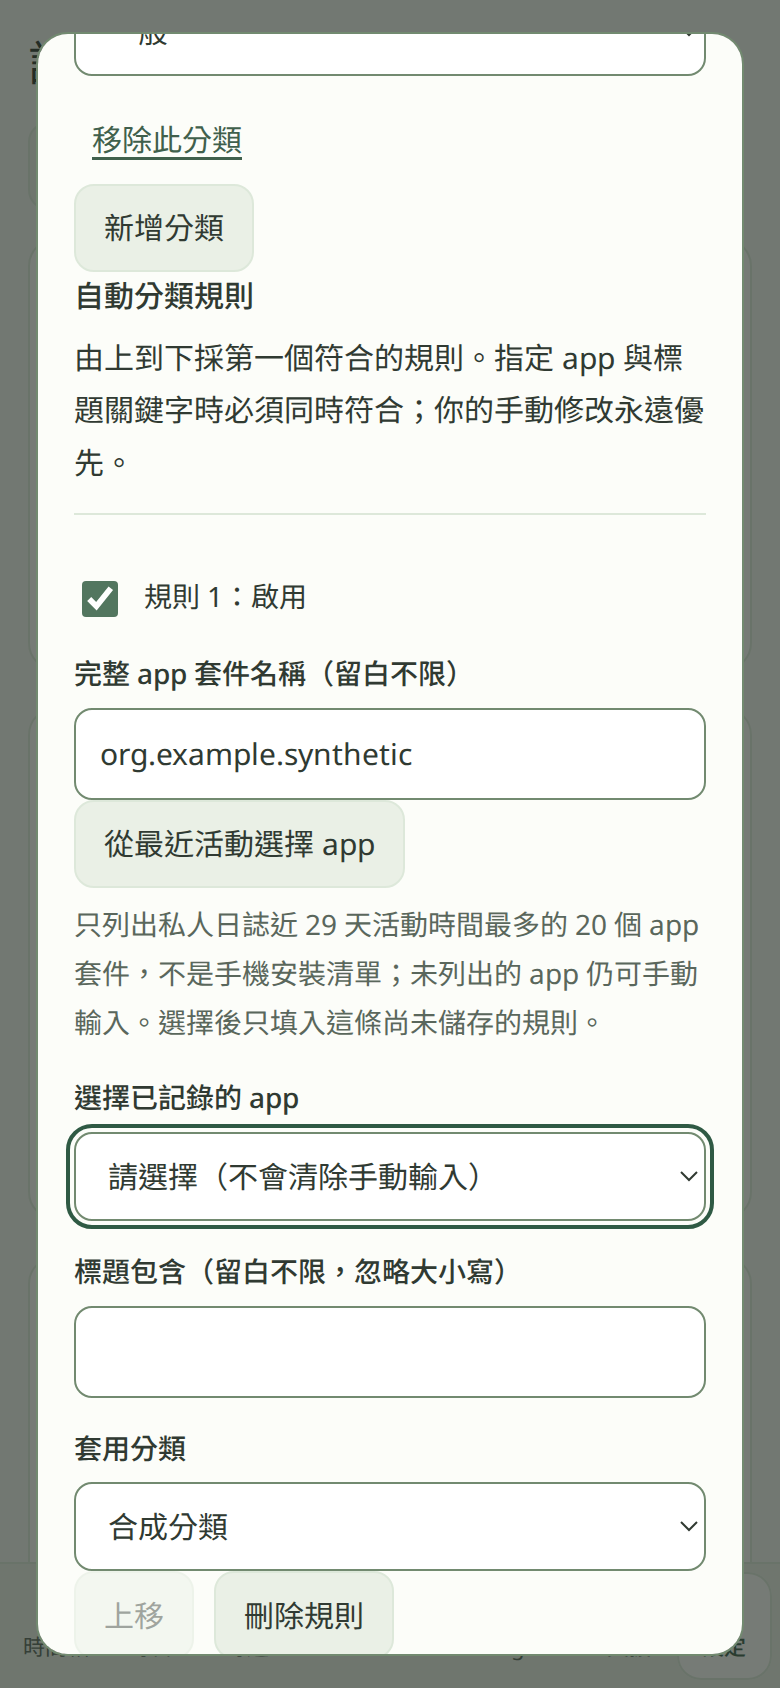 般
移除此分類
新增分類
自動分類規則
由上到下採第一個符合的規則。指定 app 與標
題關鍵字時必須同時符合；你的手動修改永遠優
先。
規則 1：啟用
完整 app 套件名稱（留白不限）
org.example.synthetic
從最近活動選擇 app
只列出私人日誌近 29 天活動時間最多的 20 個 app
套件，不是手機安裝清單；未列出的 app 仍可手動
輸入。選擇後只填入這條尚未儲存的規則。
選擇已記錄的 app
請選擇（不會清除手動輸入）
標題包含（留白不限，忽略大小寫）
套用分類
合成分類
上移
刪除規則